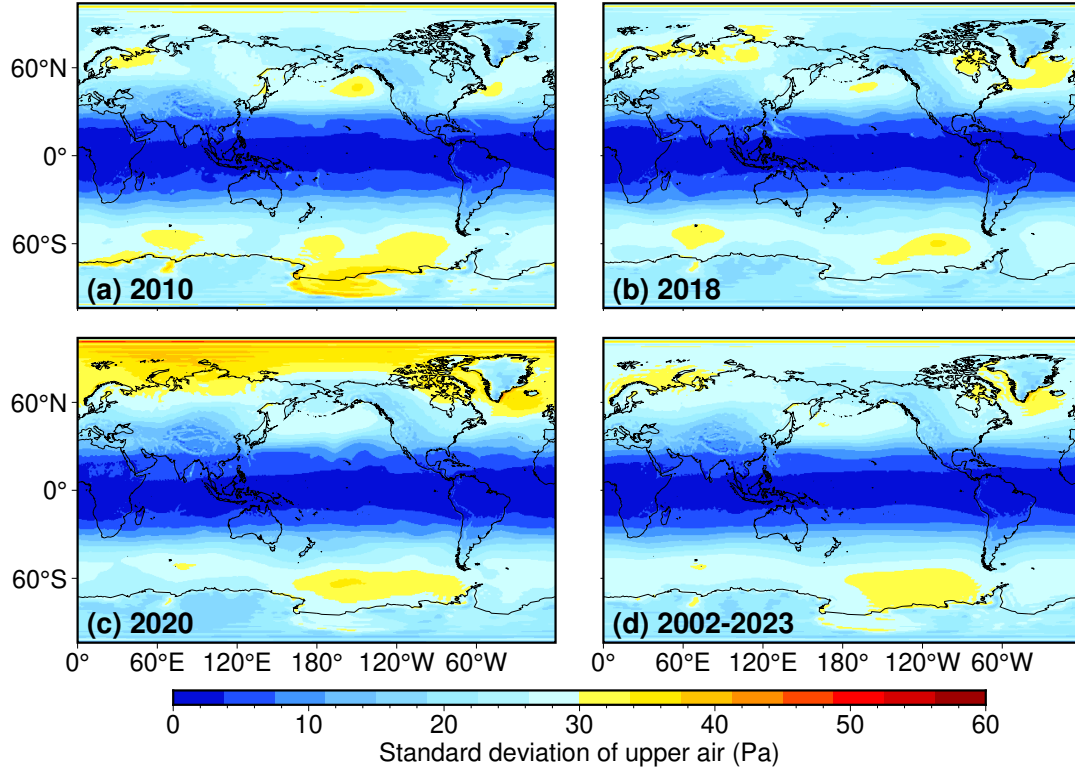 60°N
0°
60°S
(a) 2010
(b) 2018
60°N
0°
60°S
(c) 2020
(d) 2002-2023
0° 60°E 120°E 180° 120°W 60°W
0° 60°E 120°E 180° 120°W 60°W
0 10 20 30 40 50 60
Standard deviation of upper air (Pa)